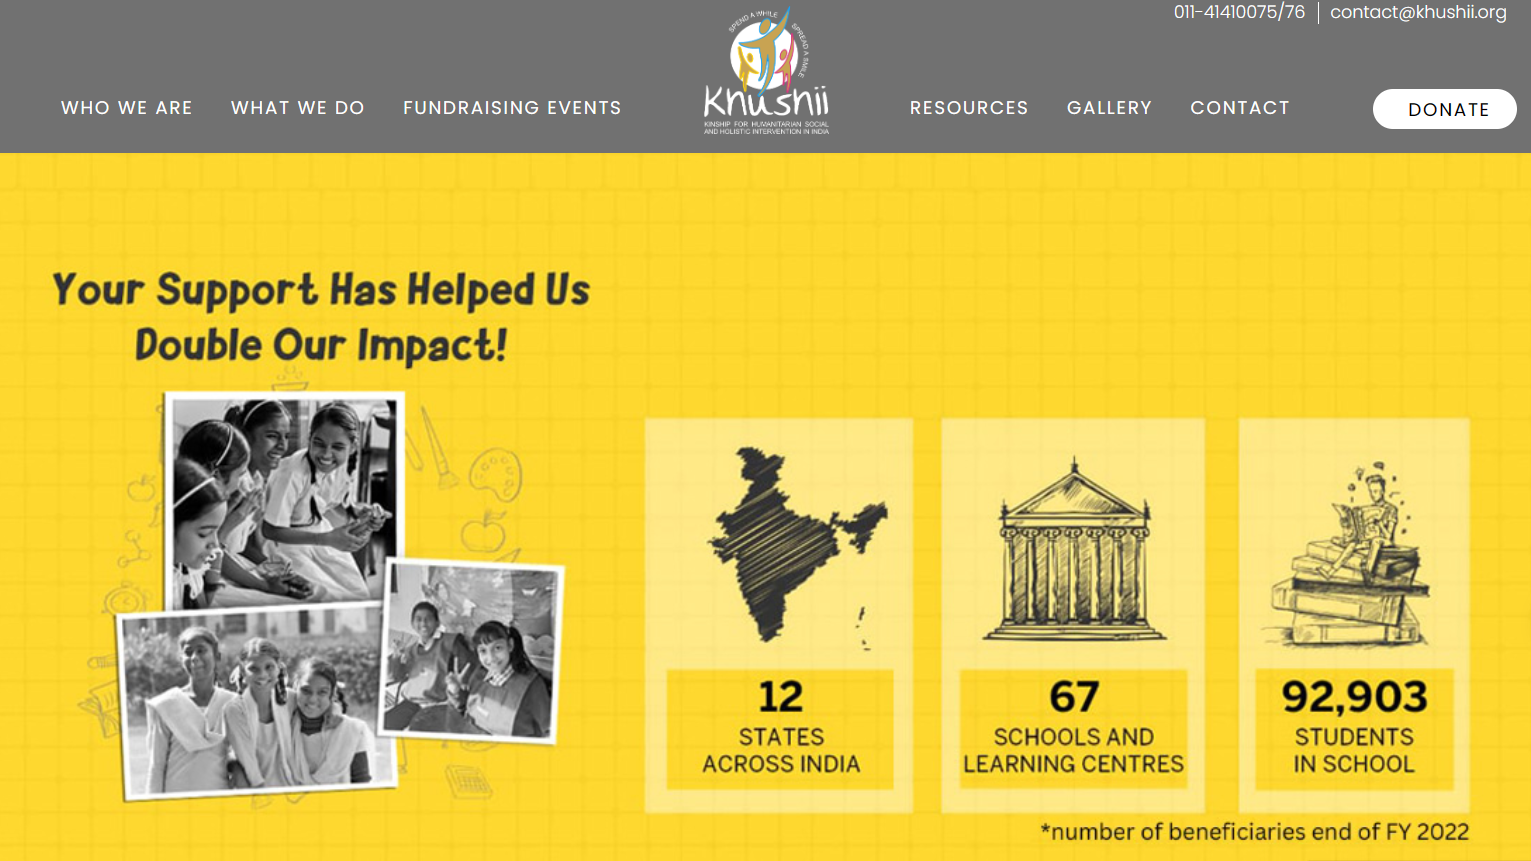 011-41410075/76 | contact@khushii.org
SPEND A WHILE
SPREAD A SMILE
Khushii
KINSHIP FOR HUMANITARIAN SOCIAL
AND HOLISTIC INTERVENTION IN INDIA
WHO WE ARE
WHAT WE DO
FUNDRAISING EVENTS
RESOURCES
GALLERY
CONTACT
DONATE
Your Support Has Helped Us
Double Our Impact!
12
STATES
ACROSS INDIA
67
SCHOOLS AND
LEARNING CENTRES
92,903
STUDENTS
IN SCHOOL
*number of beneficiaries end of FY 2022